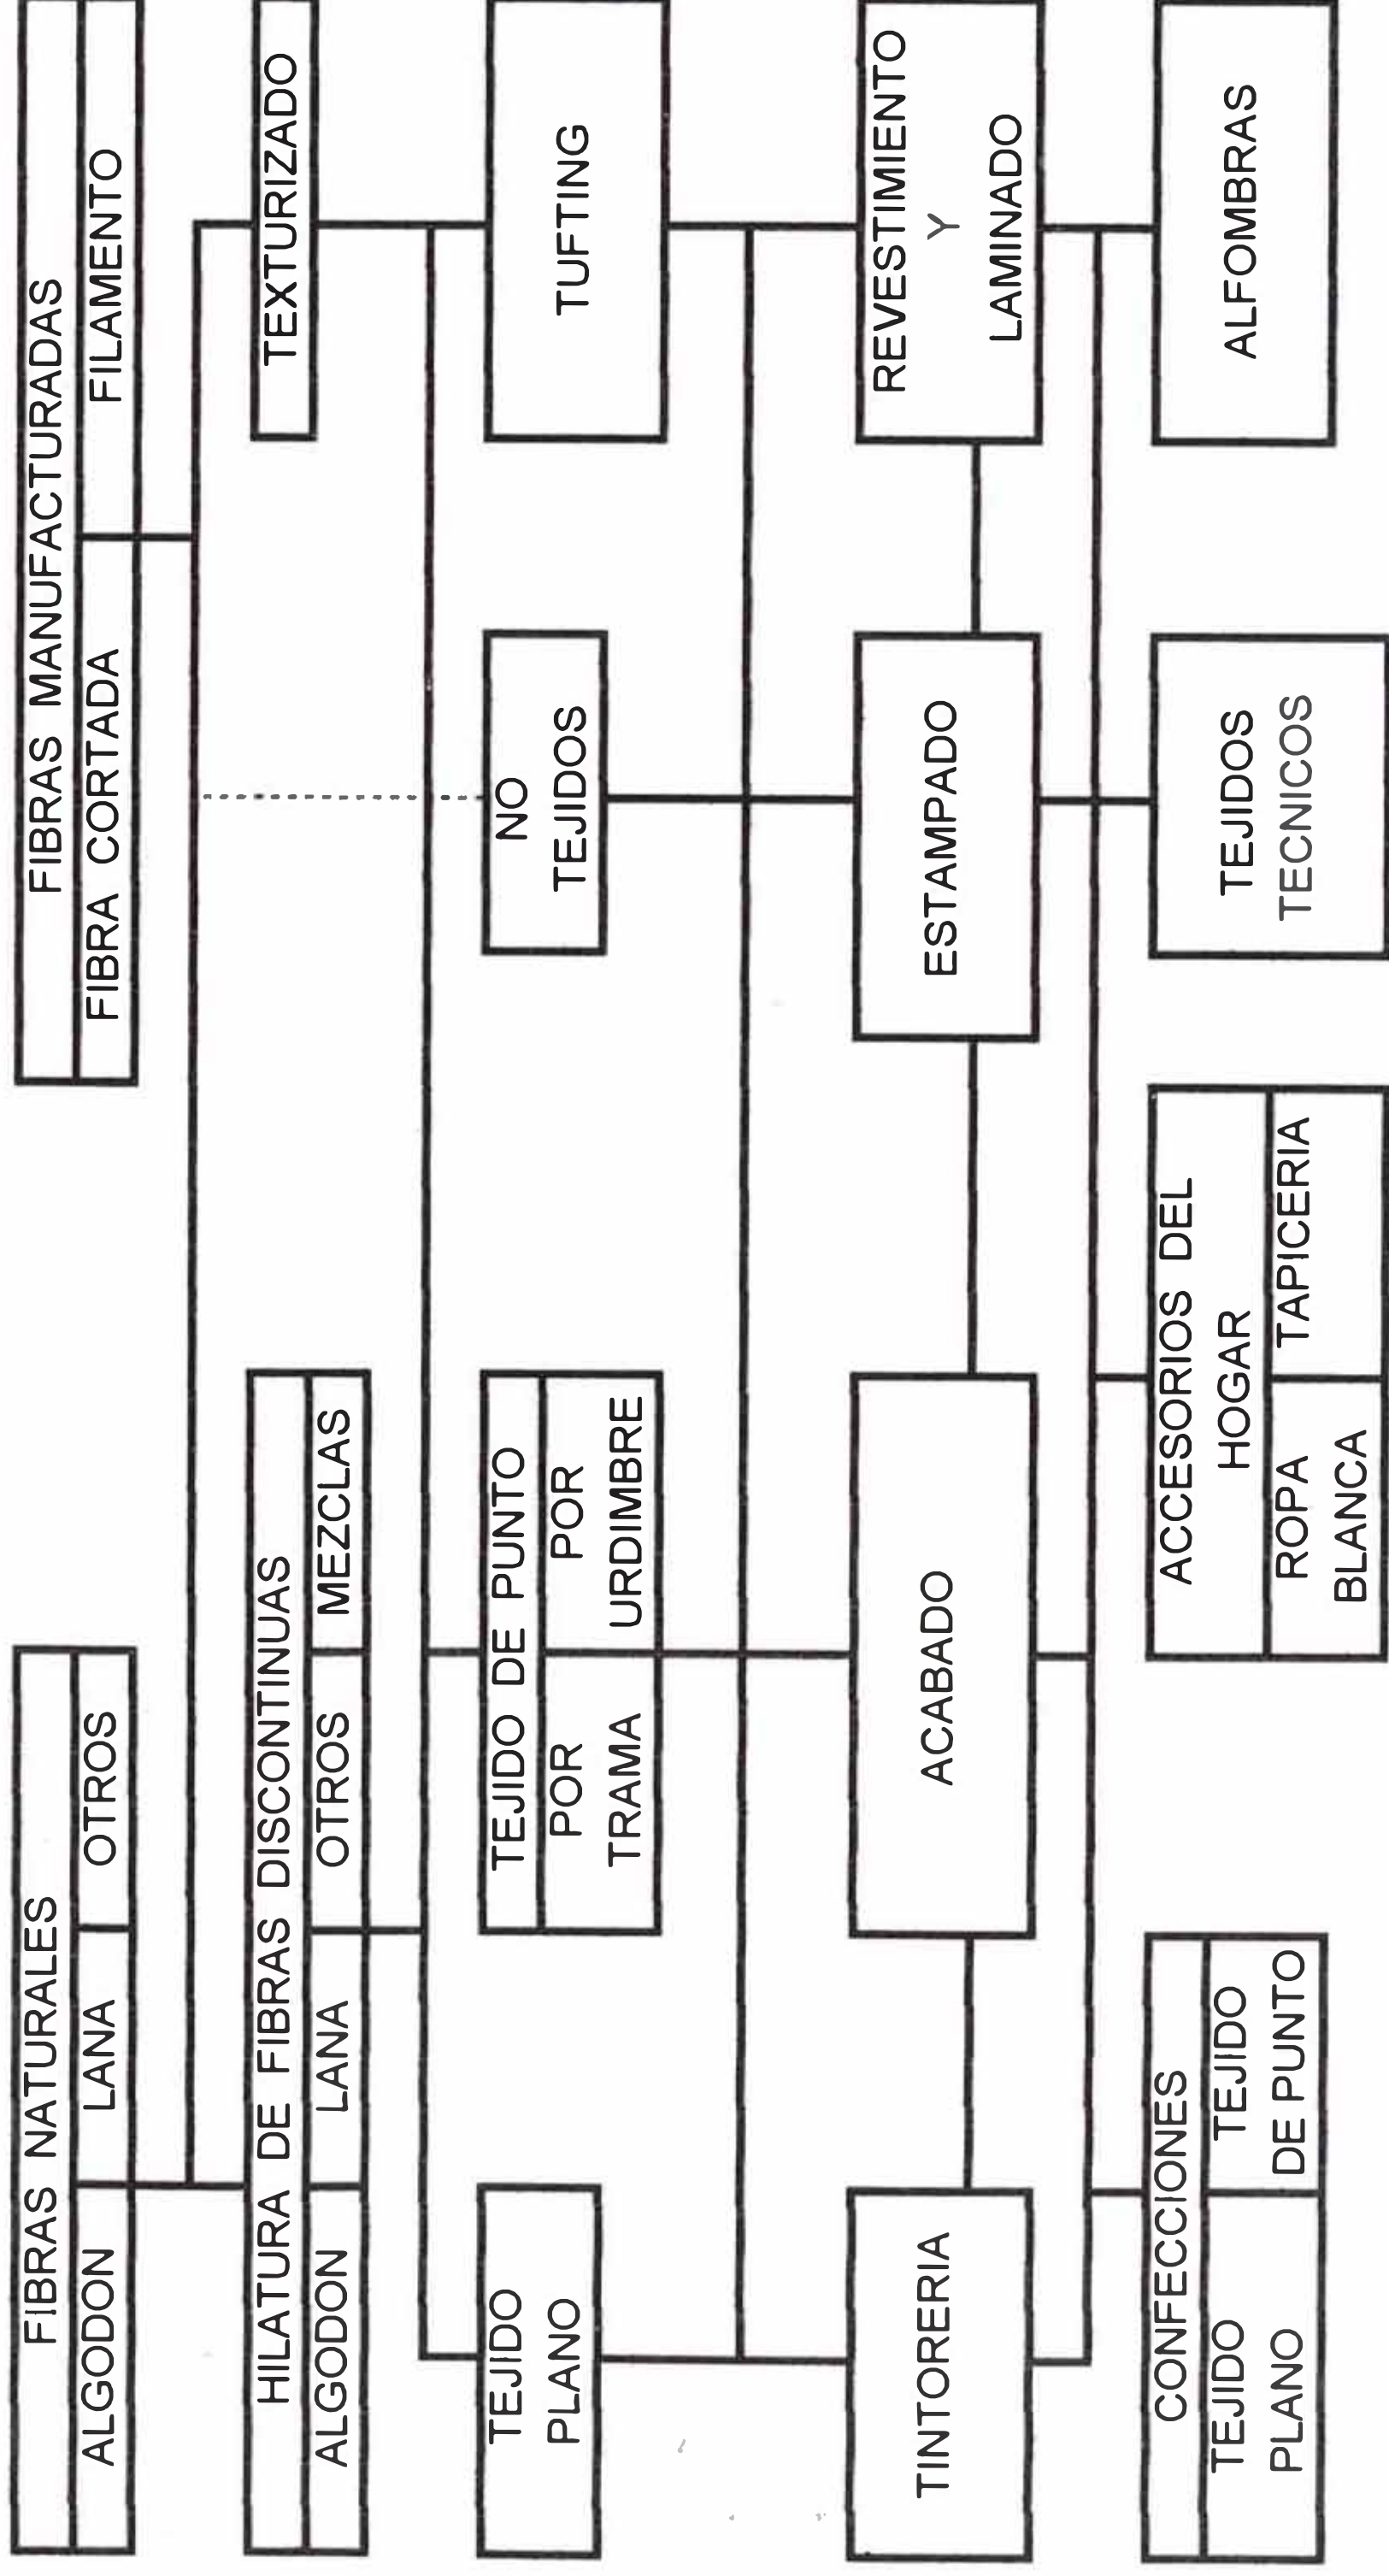 FIBRAS NATURALES
ALGODON LANA OTROS
FIBRAS MANUFACTURADAS
FIBRA CORTADA FILAMENTO
HILATURA DE FIBRAS DISCONTINUAS
ALGODON LANA OTROS MEZCLAS
TEXTURIZADO
TEJIDO
PLANO
TEJIDO DE PUNTO
POR
TRAMA
POR
URDIMBRE
NO
TEJIDOS
TUFTING
TINTORERIA
ACABADO
ESTAMPADO
REVESTIMIENTO
Y
LAMINADO
CONFECCIONES
TEJIDO
PLANO
TEJIDO
DE PUNTO
ACCESORIOS DEL
HOGAR
ROPA
BLANCA
TAPICERIA
TEJIDOS
TECNICOS
ALFOMBRAS